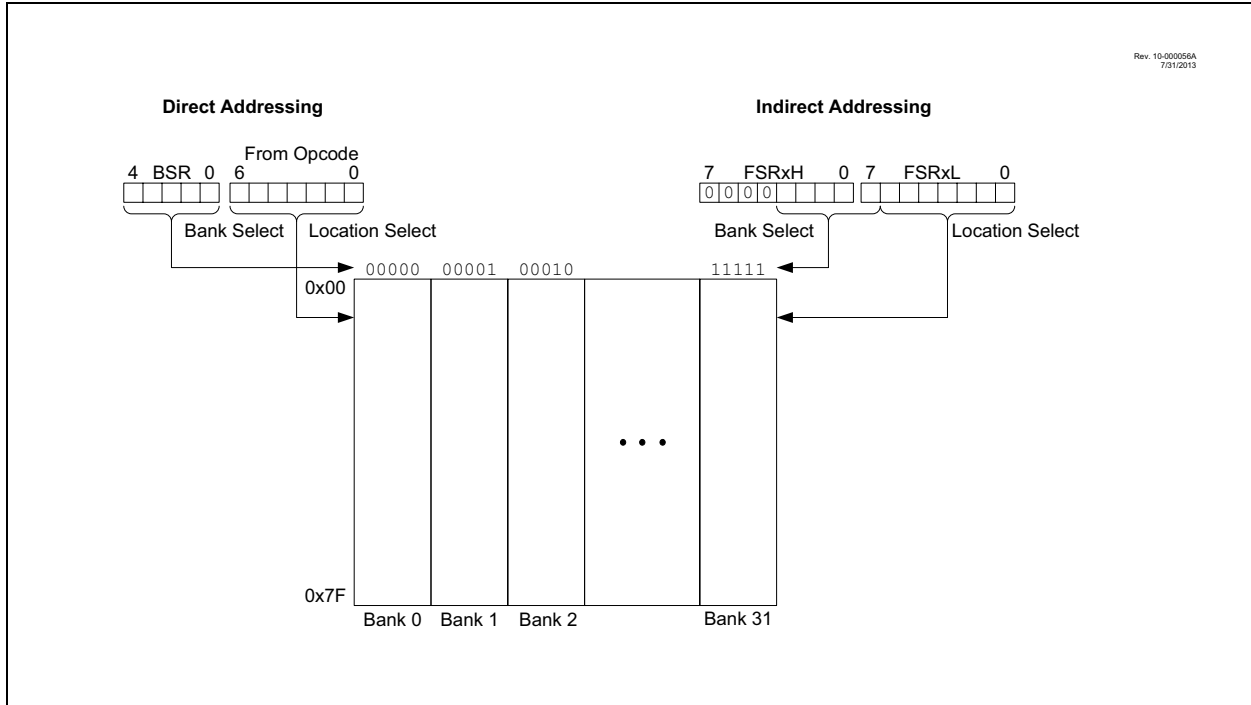 Rev. 10-000056A
7/31/2013
Direct Addressing
Indirect Addressing
From Opcode
4 BSR 0 6 0
7 FSRxH 0 7 FSRxL 0
0 0 0 0
Bank Select Location Select
Bank Select Location Select
00000 00001 00010 11111
0x00
0x7F
Bank 0 Bank 1 Bank 2 Bank 31